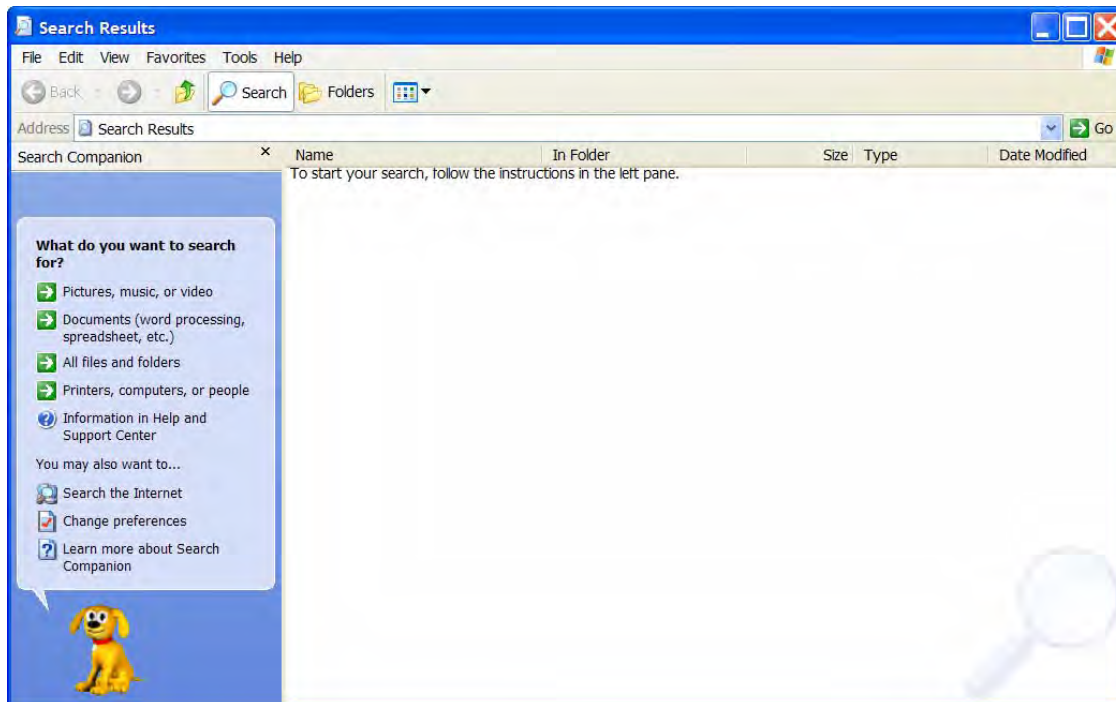 Search Results
File Edit View Favorites Tools Help
Back Search Folders
Address Search Results Go
Search Companion
Name In Folder Size Type Date Modified
To start your search, follow the instructions in the left pane.
What do you want to search
for?
Pictures, music, or video
Documents (word processing,
spreadsheet, etc.)
All files and folders
Printers, computers, or people
Information in Help and
Support Center
You may also want to...
Search the Internet
Change preferences
Learn more about Search
Companion